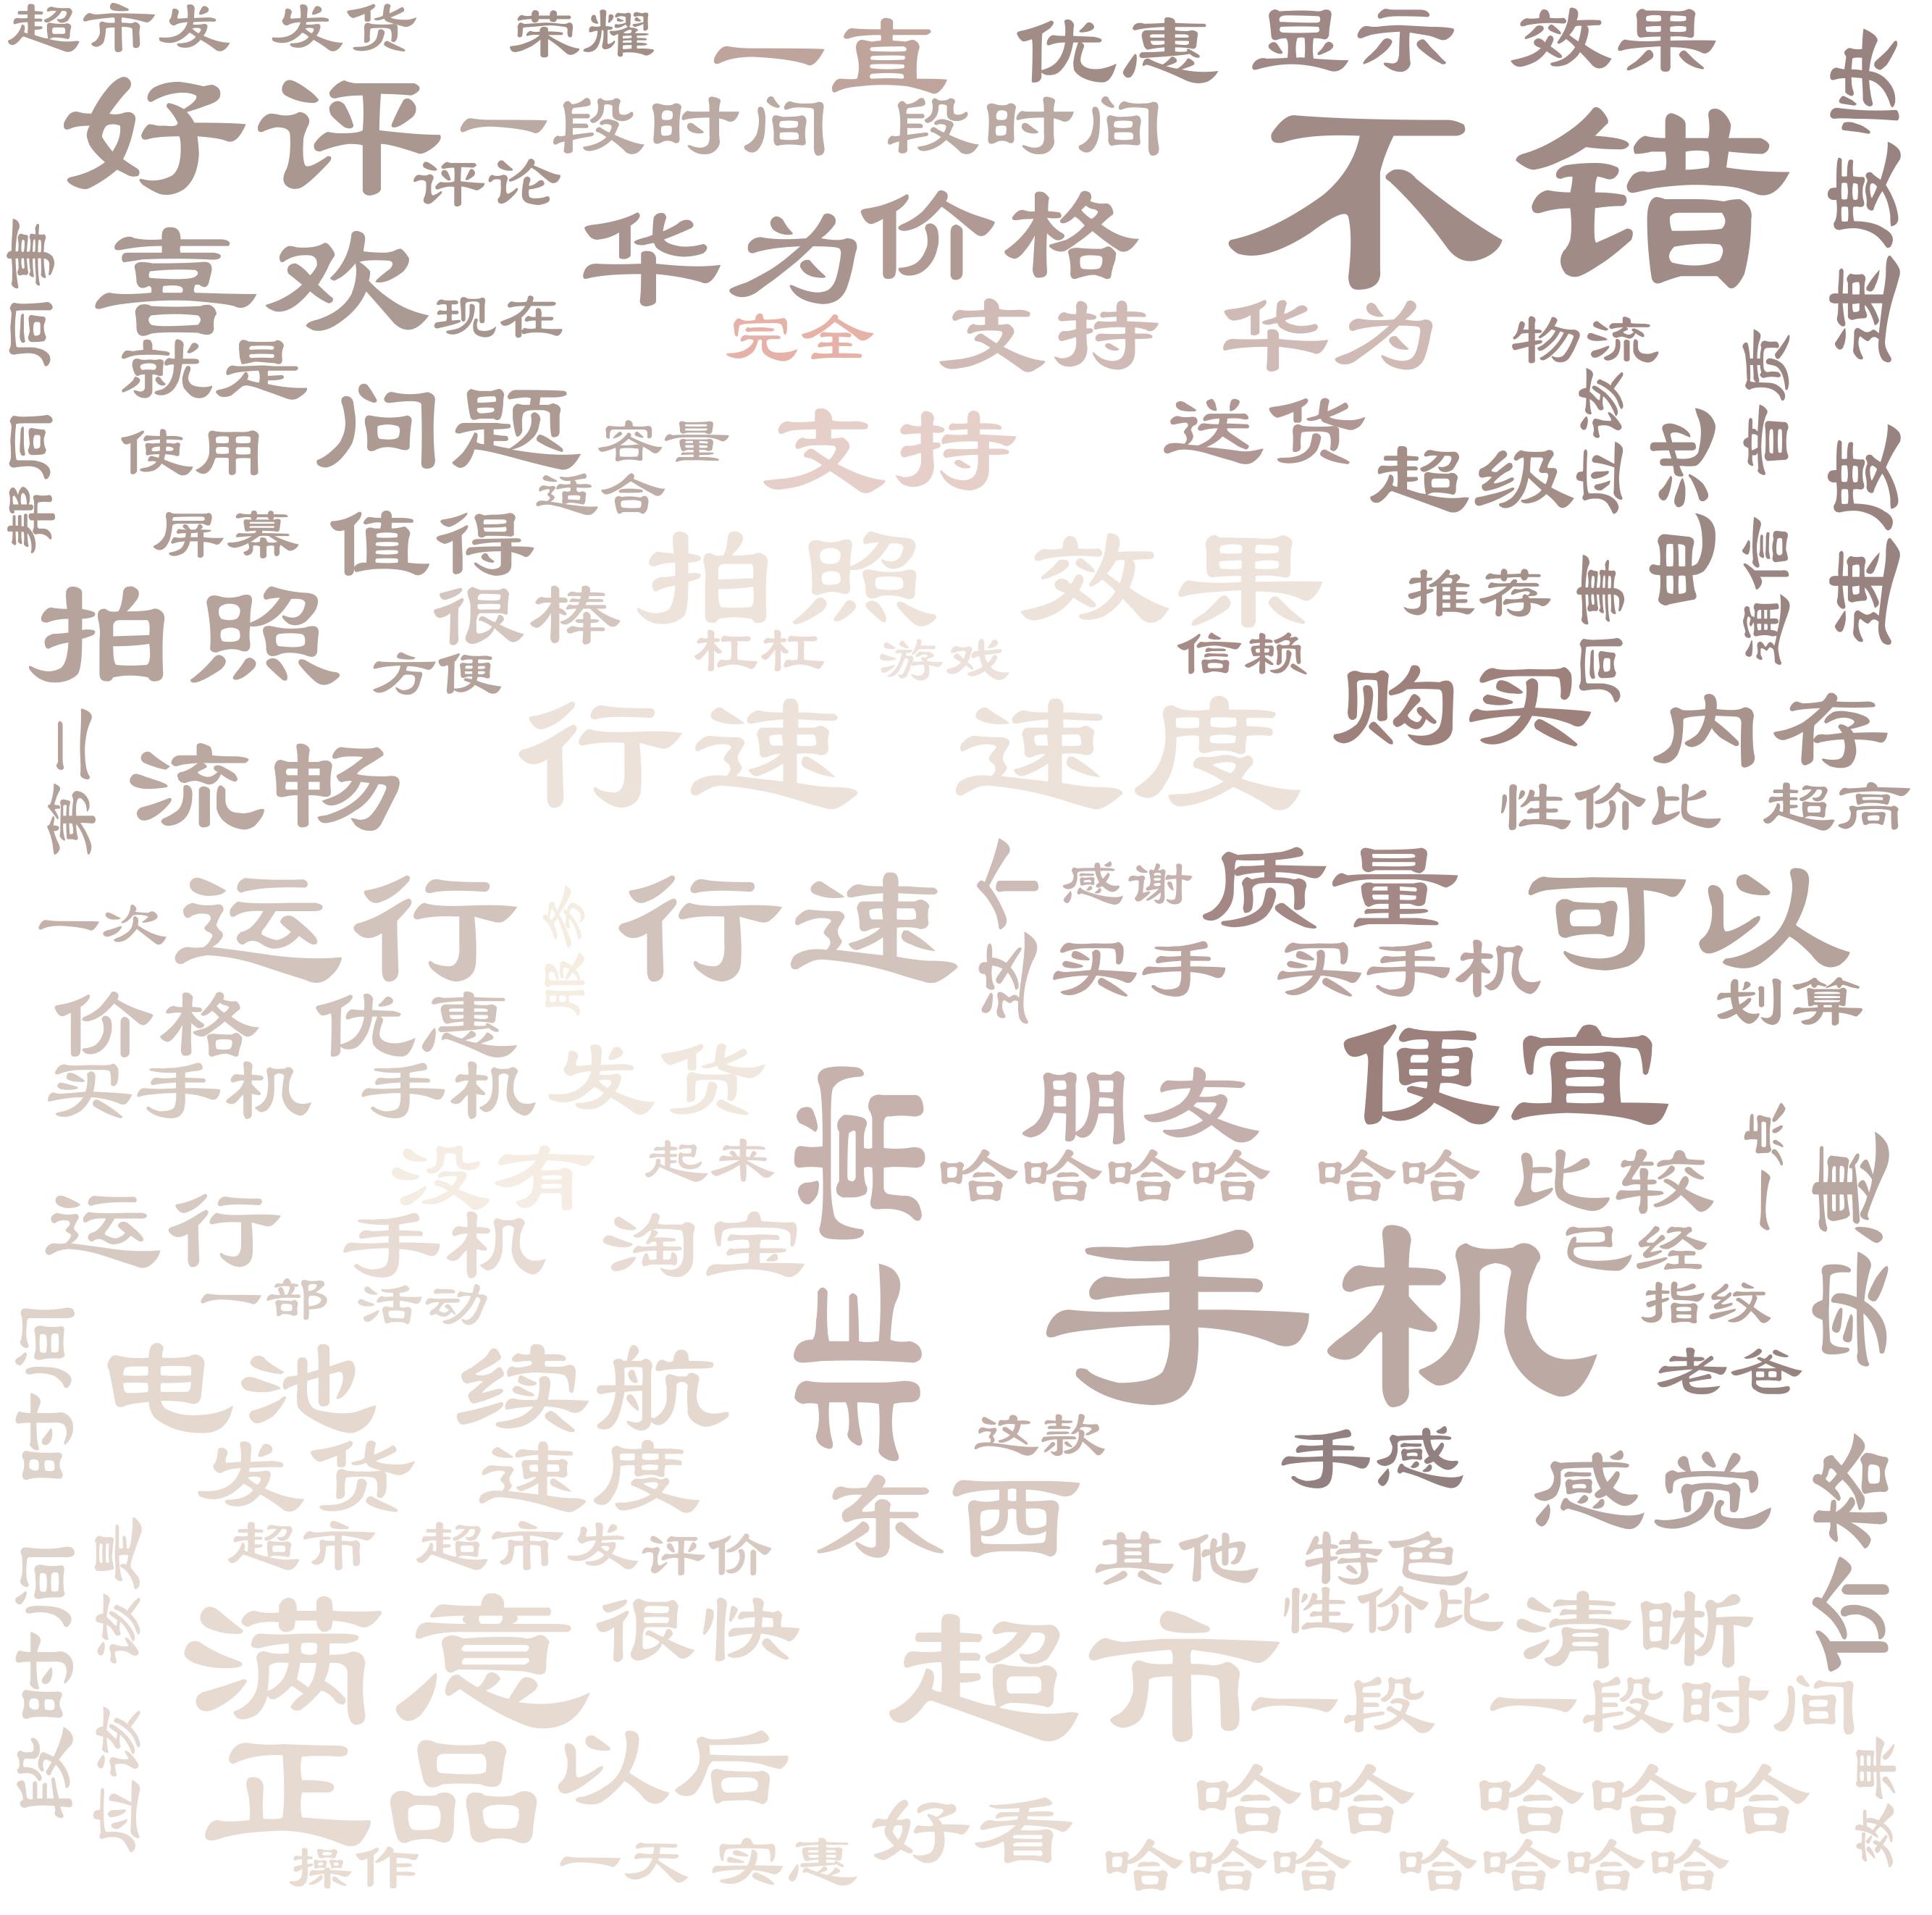 超市发 发货 荣耀 一直 优惠 显示 效果
好评 一段时间 段时间 不错 速度快
评论
华为 价格
喜欢 现在 同事
完全 支持 华为 物流
就是
使用 问题 容量 支持 送货 超级 应该 电池 音质 速度
帮同
适合
屏幕 值得
拍照 效果 推荐 同事 通信
拍照 很棒
杠杠 游戏 信赖
方便 购买 内存
行速 速度
第一 流畅
性价比 超高
一次 运行 服务 行速 这个 感谢 质量 可以
买手 买手机
划算
价格 优惠
买手机 手机 发货 便宜
朋友
没有 起来 哈哈哈哈 哈哈 比较 一点
运行 手机 淘宝 非常 手机 已经 实惠
一部 活动 指纹
时间 电池 续航 老爸
这款 手感 感觉 价格
发货 速度
东西
超市 超市发 评价 其他 特色
段时间 应该 满意 很快 超市 性价比 清晰
一段 一段时间
正品 以后
哈哈 哈哈哈 效果
好看
操作 一天 实惠 哈哈哈 哈哈哈哈